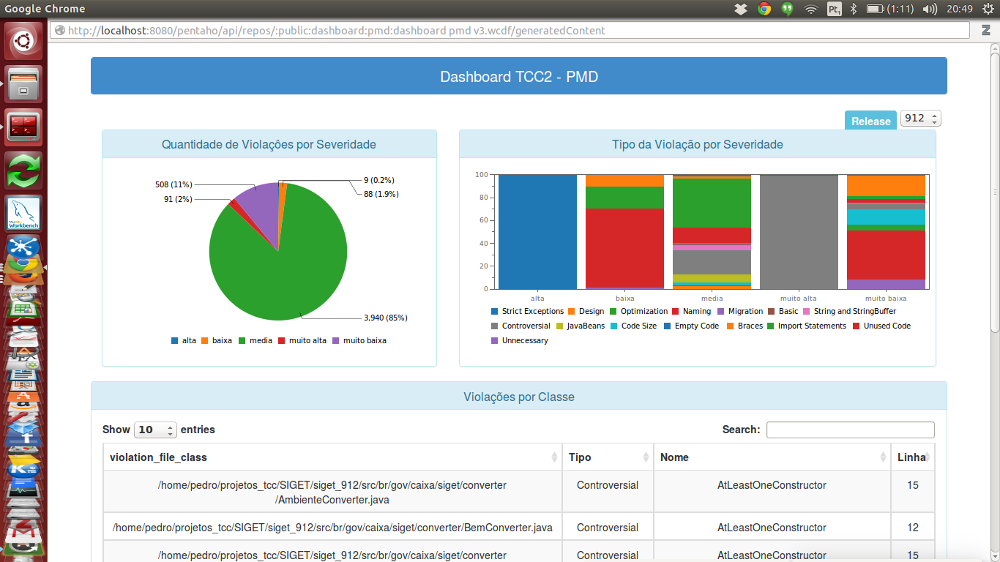 Google Chrome
Pt1
(1:11)
20:49
http://localhost:8080/pentaho/api/repos/:public:dashboard:pmd:dashboard pmd v3.wcdf/generatedContent
Dashboard TCC2 - PMD
Release 912
Quantidade de Violações por Severidade
508 (11%)
91 (2%)
9 (0.2%)
88 (1.9%)
3,940 (85%)
alta baixa media muito alta muito baixa
Tipo da Violação por Severidade
100
80
60
40
20
0
alta baixa media muito alta muito baixa
Strict Exceptions Design Optimization Naming Migration Basic String and StringBuffer
Controversial JavaBeans Code Size Empty Code Braces Import Statements Unused Code
Unnecessary
Violações por Classe
Show 10 entries
Search:
violation_file_class Tipo Nome Linha
/home/pedro/projetos_tcc/SIGET/siget_912/src/br/gov/caixa/siget/converter
/AmbienteConverter.java
Controversial AtLeastOneConstructor 15
/home/pedro/projetos_tcc/SIGET/siget_912/src/br/gov/caixa/siget/converter/BemConverter.java Controversial AtLeastOneConstructor 12
/home/pedro/projetos_tcc/SIGET/siget_912/src/br/gov/caixa/siget/converter Controversial AtLeastOneConstructor 15
Workbench